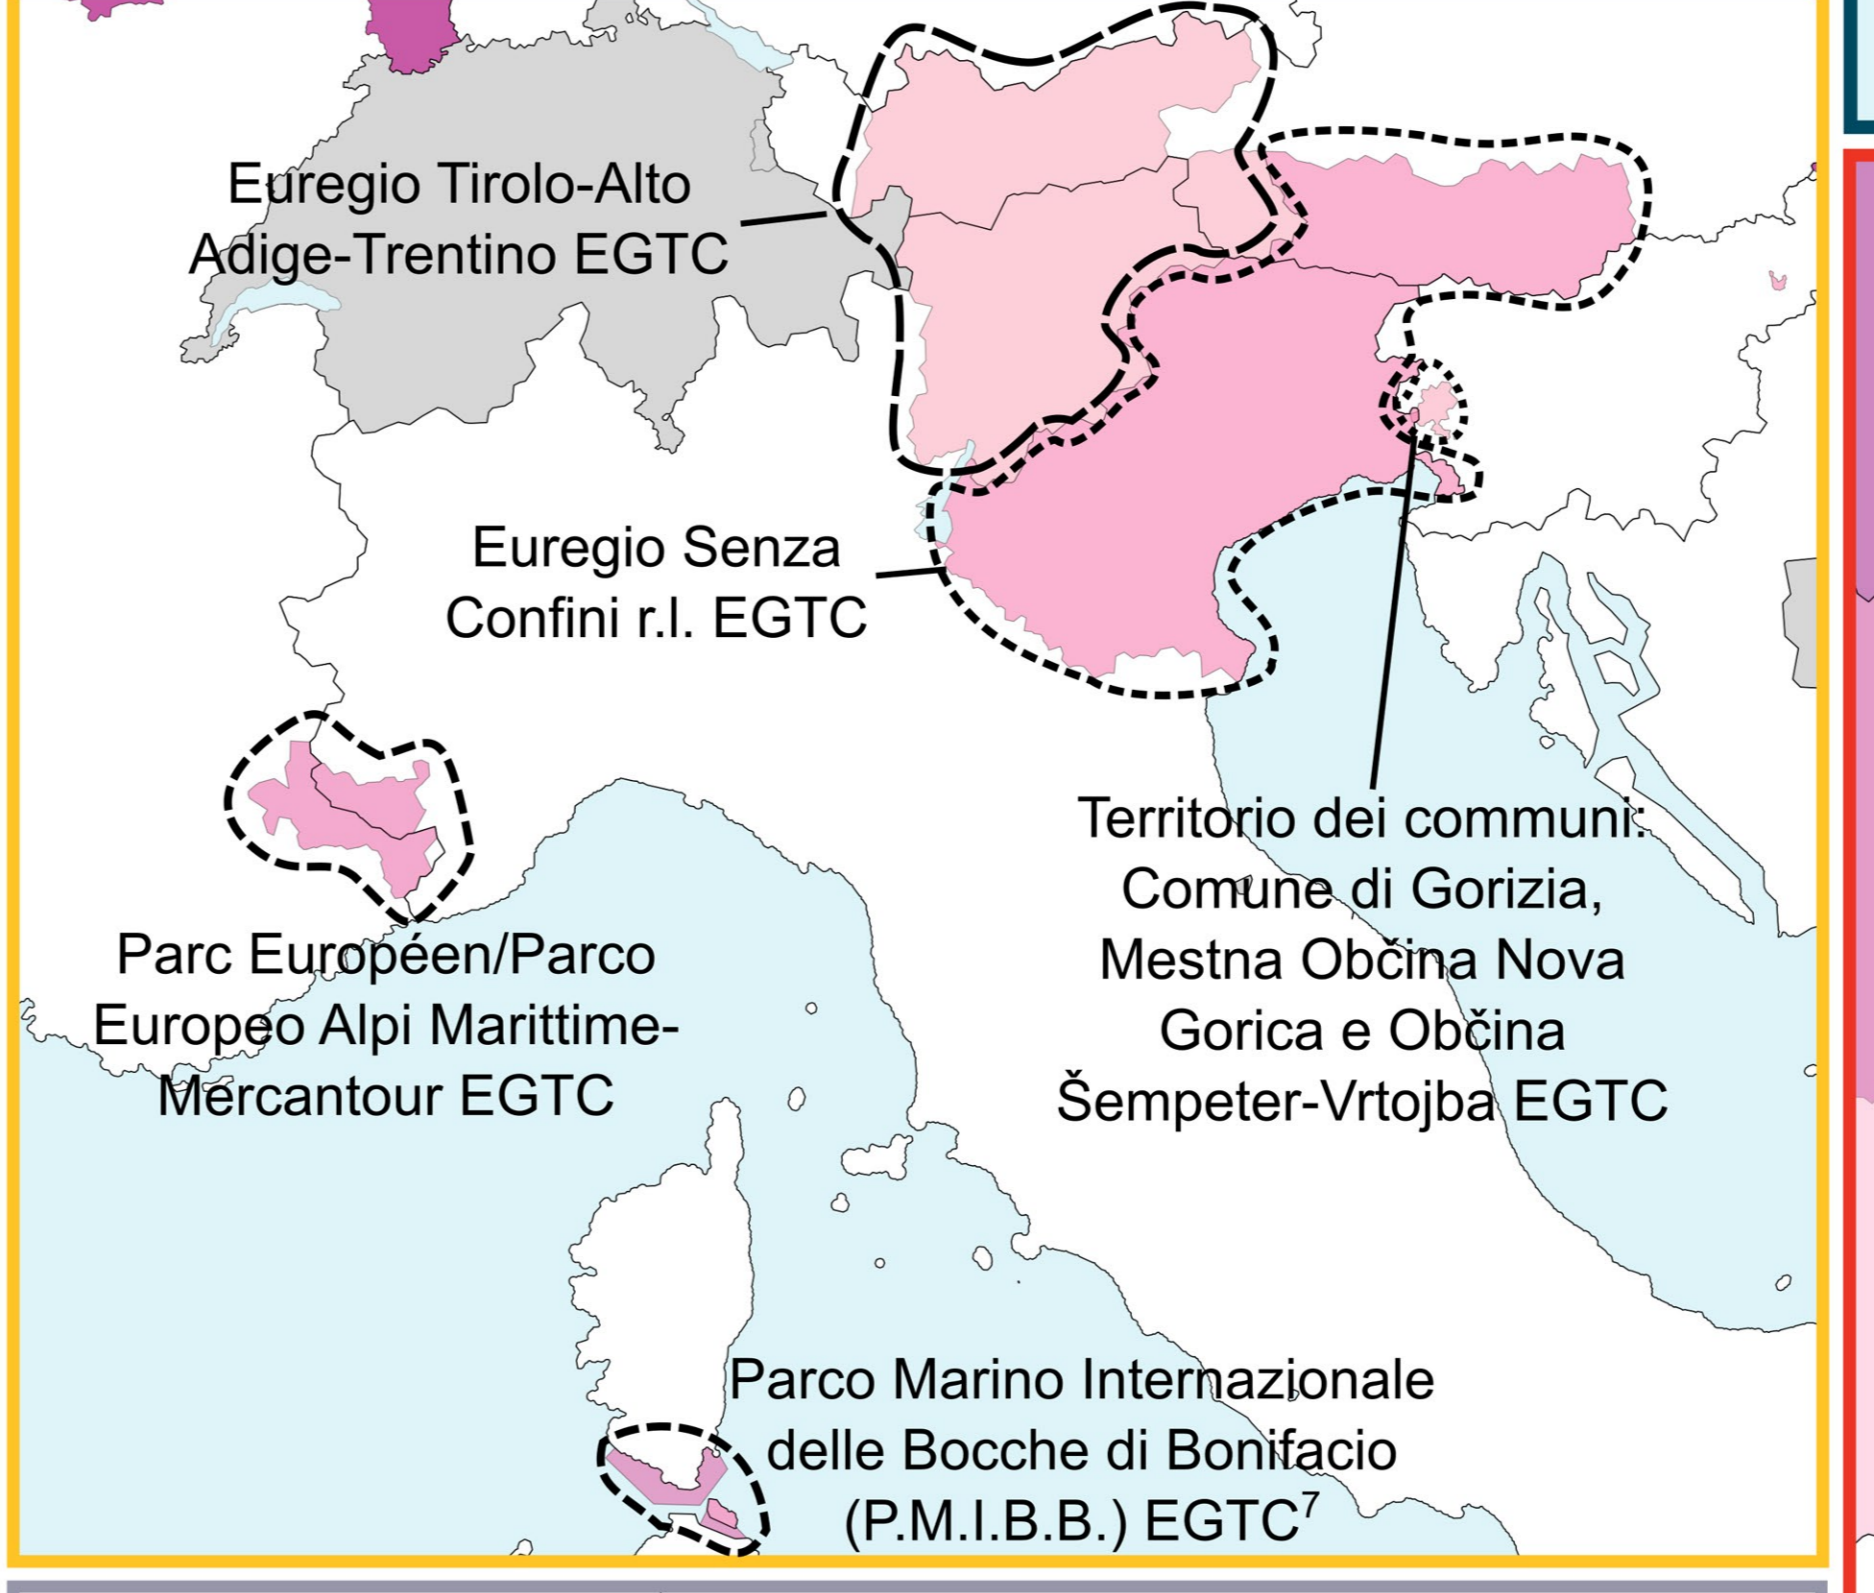 Euregio Tirolo-Alto
Adige-Trentino EGTC
Euregio Senza
Confini r.l. EGTC
Territorio dei communi:
Comune di Gorizia,
Mestna Občina Nova
Gorica e Občina
Šempeter-Vrtojba EGTC
Parc Européen/Parco
Europeo Alpi Marittime-
Mercantour EGTC
Parco Marino Internazionale
delle Bocche di Bonifacio
(P.M.I.B.B.) EGTC⁷